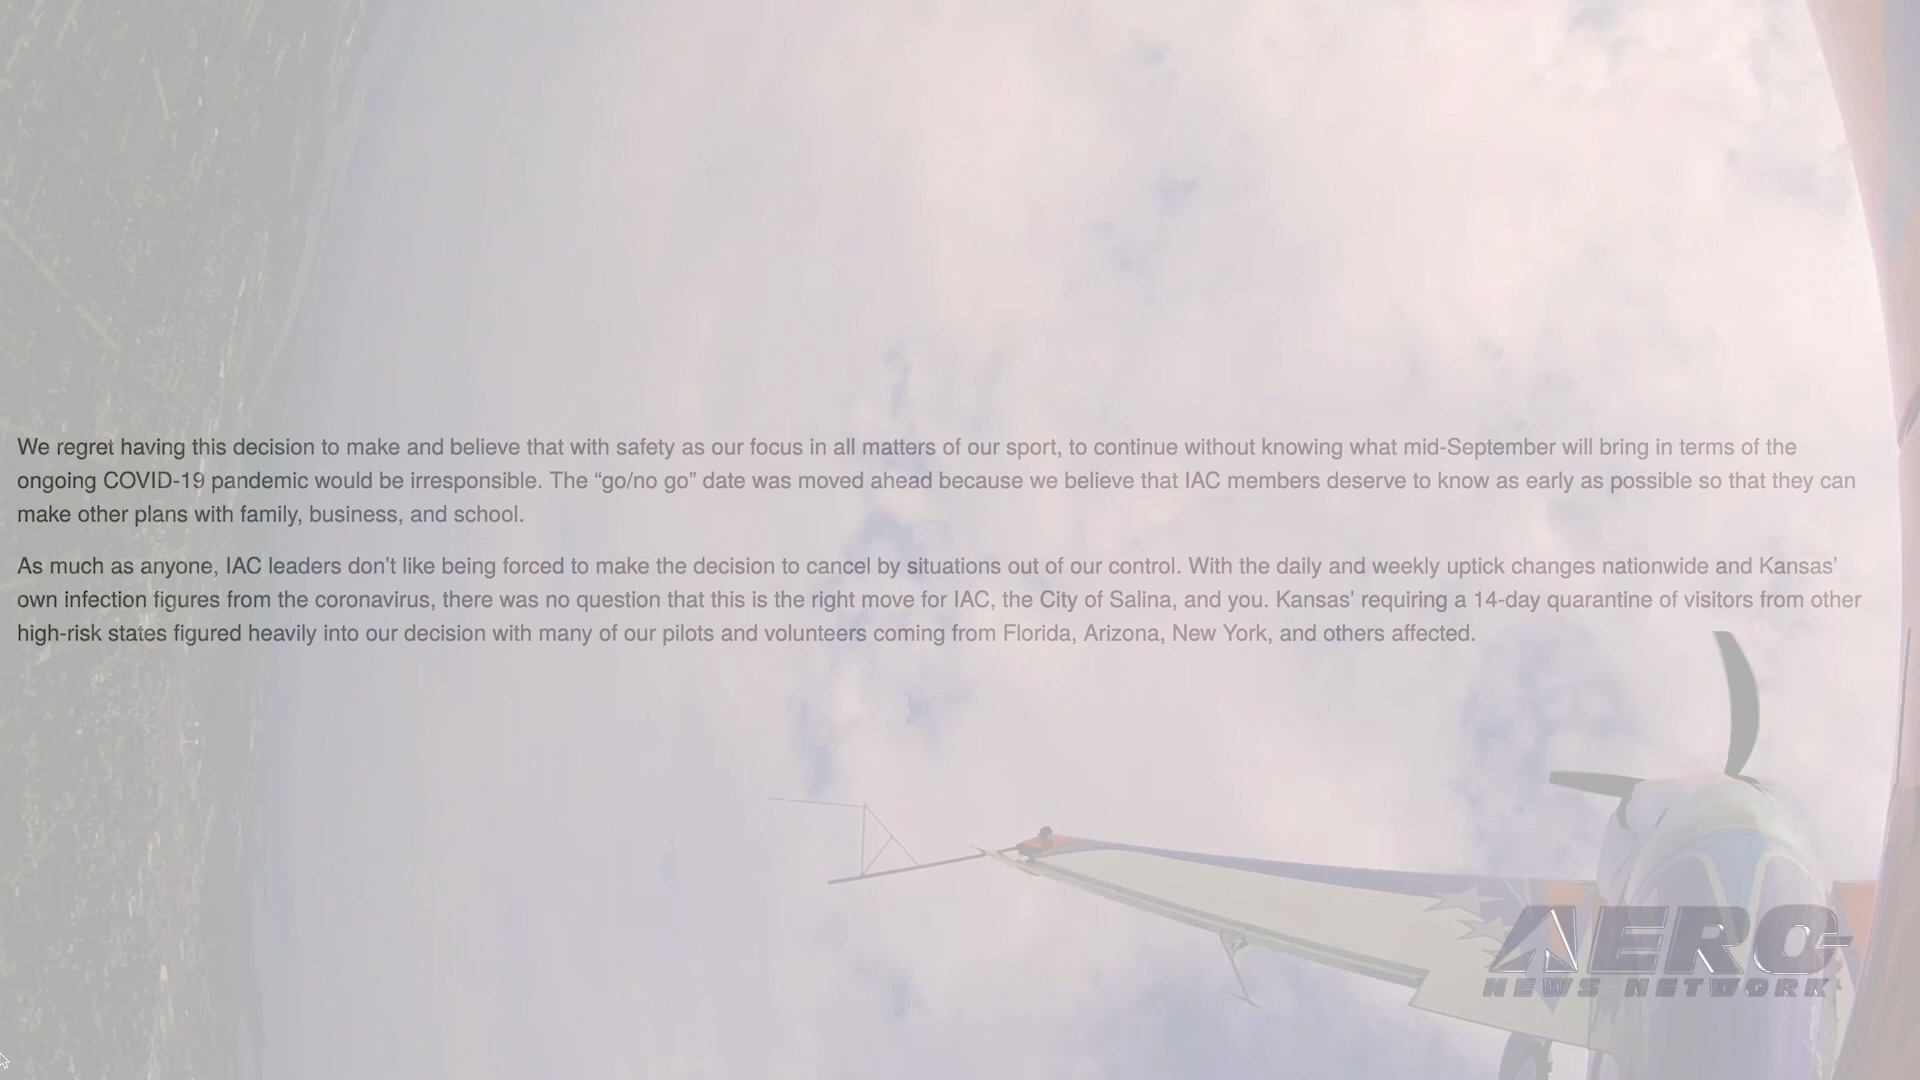 We regret having this decision to make and believe that with safety as our focus in all matters of our sport, to continue without knowing what mid-September will bring in terms of the
ongoing COVID-19 pandemic would be irresponsible. The “go/no go” date was moved ahead because we believe that IAC members deserve to know as early as possible so that they can
make other plans with family, business, and school.
As much as anyone, IAC leaders don’t like being forced to make the decision to cancel by situations out of our control. With the daily and weekly uptick changes nationwide and Kansas’
own infection figures from the coronavirus, there was no question that this is the right move for IAC, the City of Salina, and you. Kansas’ requiring a 14-day quarantine of visitors from other
high-risk states figured heavily into our decision with many of our pilots and volunteers coming from Florida, Arizona, New York, and others affected.
AERO-
NEWS NETWORK